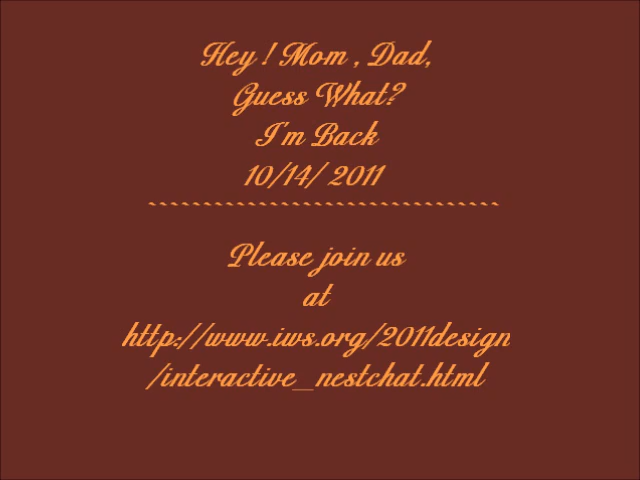 Hey ! Mom , Dad,
Guess What?
I'm Back
10/14/ 2011
~~~~~~~~~~~~~~~~~~~~~~~~~~~~~~~~
Please join us
at
http://www.iws.org/2011design
/interactive_nestchat.html